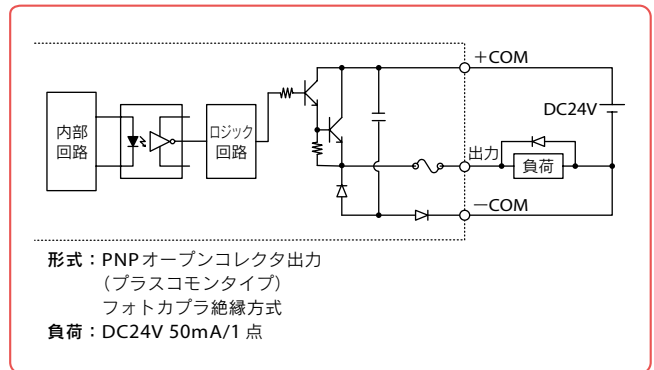 +COM
DC24V
内部
回路
ロジック
回路
出力
負荷
−COM
形式：PNPオープンコレクタ出力
（プラスコモンタイプ）
フォトカプラ絶縁方式
負荷：DC24V 50mA/1 点